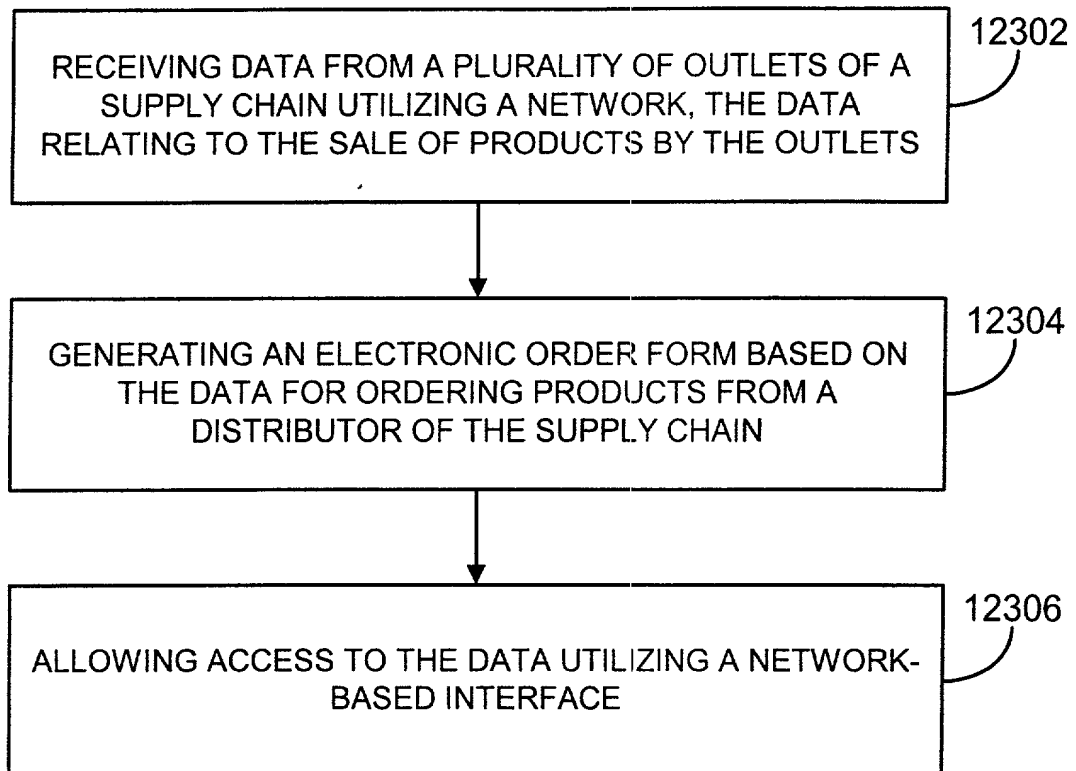 12302
RECEIVING DATA FROM A PLURALITY OF OUTLETS OF A
SUPPLY CHAIN UTILIZING A NETWORK, THE DATA
RELATING TO THE SALE OF PRODUCTS BY THE OUTLETS
12304
GENERATING AN ELECTRONIC ORDER FORM BASED ON
THE DATA FOR ORDERING PRODUCTS FROM A
DISTRIBUTOR OF THE SUPPLY CHAIN
12306
ALLOWING ACCESS TO THE DATA UTILIZING A NETWORK-
BASED INTERFACE